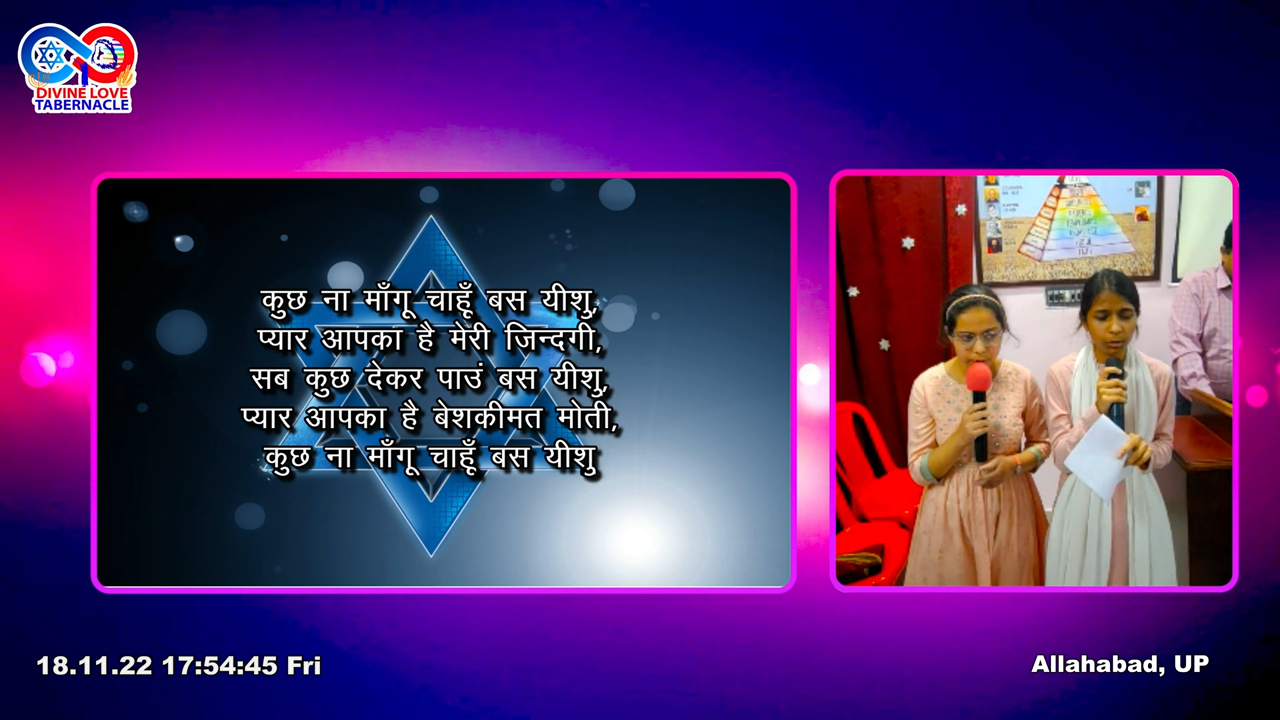 DIVINE LOVE
TABERNACLE
कुछ ना माँगू चाहूँ बस यीशु,
प्यार आपका है मेरी जिन्दगी,
सब कुछ देकर पाउं बस यीशु,
प्यार आपका है बेशकीमत मोती,
कुछ ना माँगू चाहूँ बस यीशु
18.11.22 17:54:45 Fri
Allahabad, UP